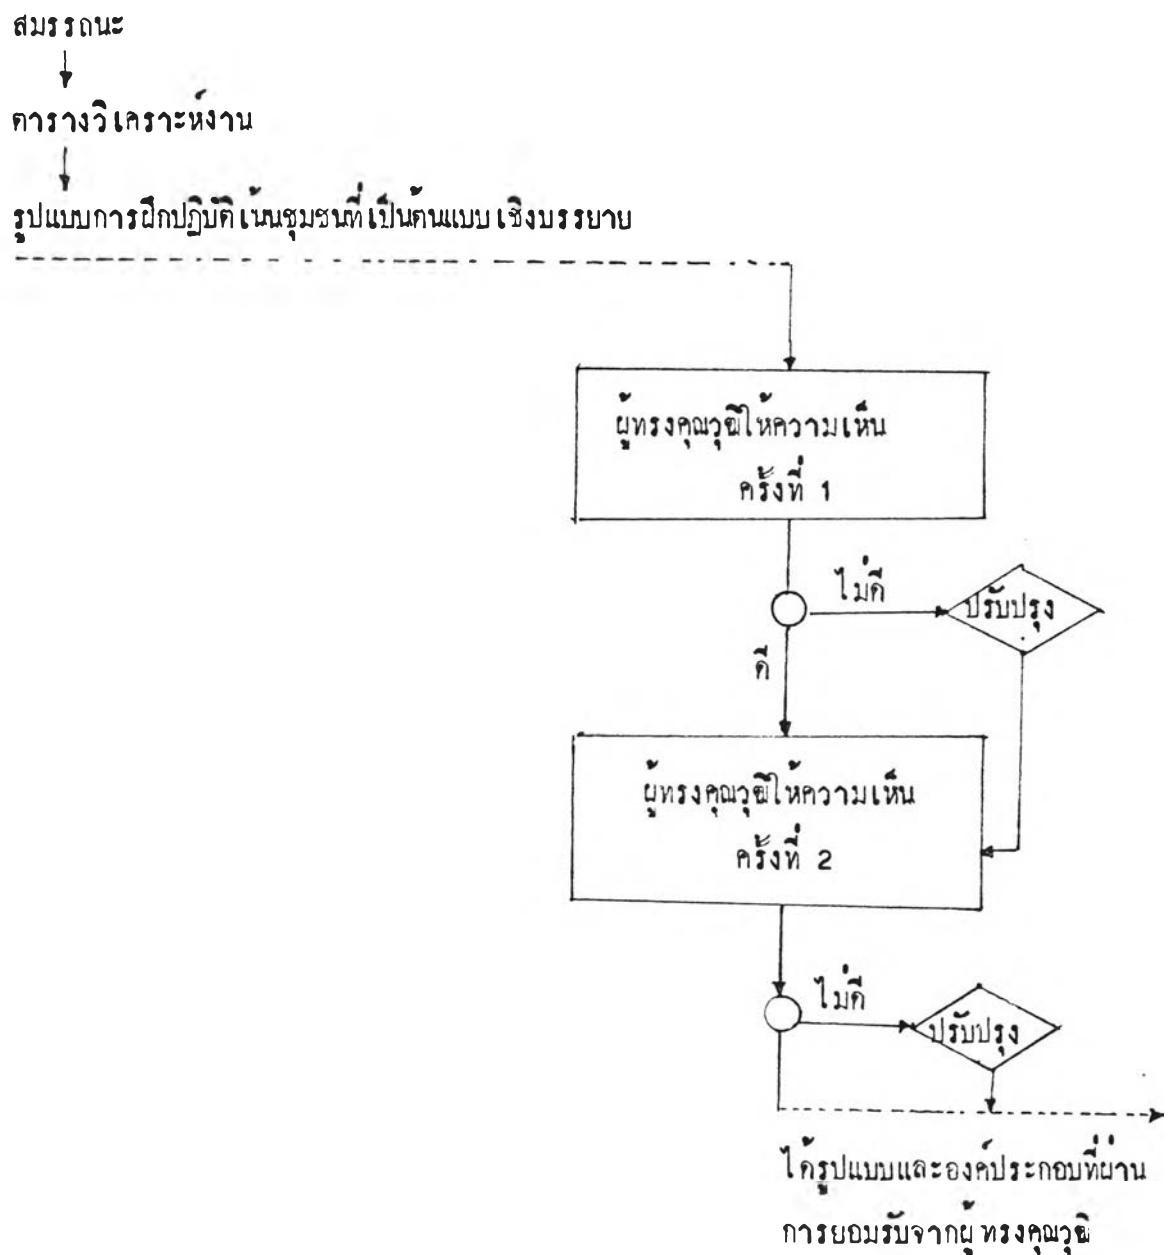 สมรรถนะ
ตารางวิเคราะห์งาน
รูปแบบการฝึกปฏิบัติเน้นชุมชนที่เป็นต้นแบบเชิงบรรยาย
ผู้ทรงคุณวุฒิให้ความเห็น
ครั้งที่ 1
ไม่ดี
ปรับปรุง
ดี
ผู้ทรงคุณวุฒิให้ความเห็น
ครั้งที่ 2
ไม่ดี
ปรับปรุง
ได้รูปแบบและองค์ประกอบที่ผ่าน
การยอมรับจากผู้ทรงคุณวุฒิ